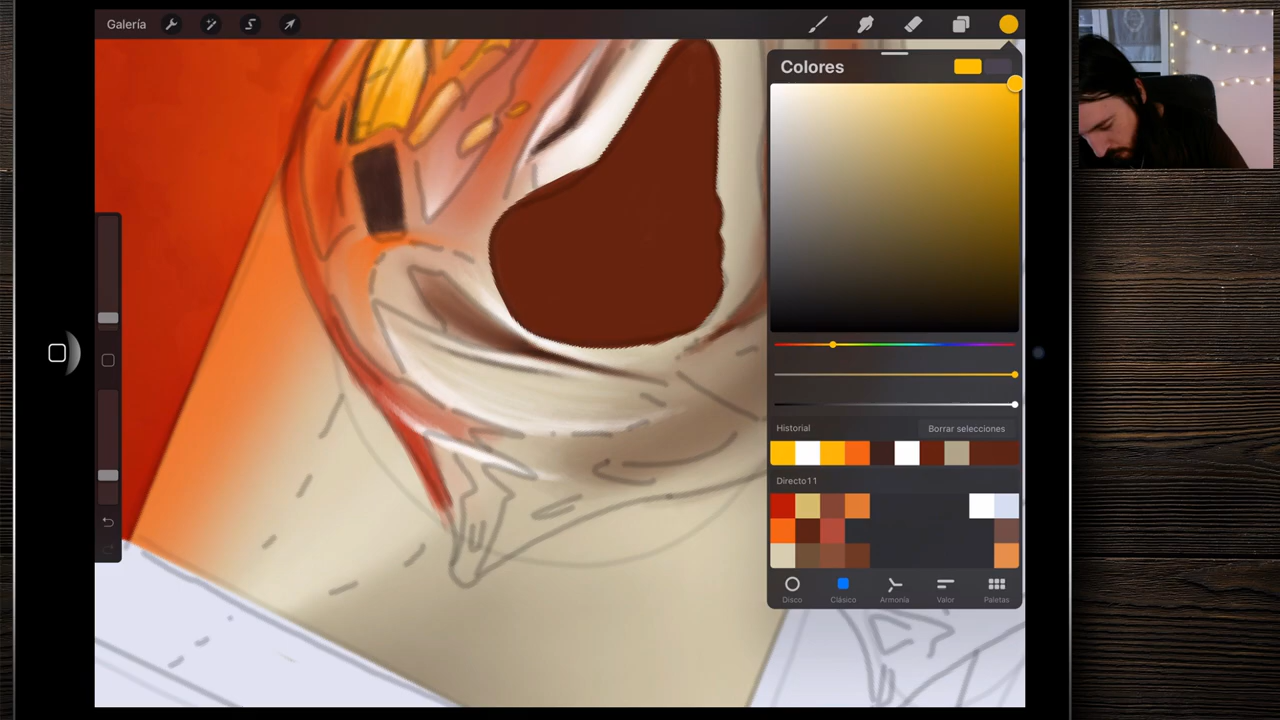 Galería
Colores
Historial
Borrar selecciones
Directo11
Disco
Clásico
Armonía
Valor
Paletas